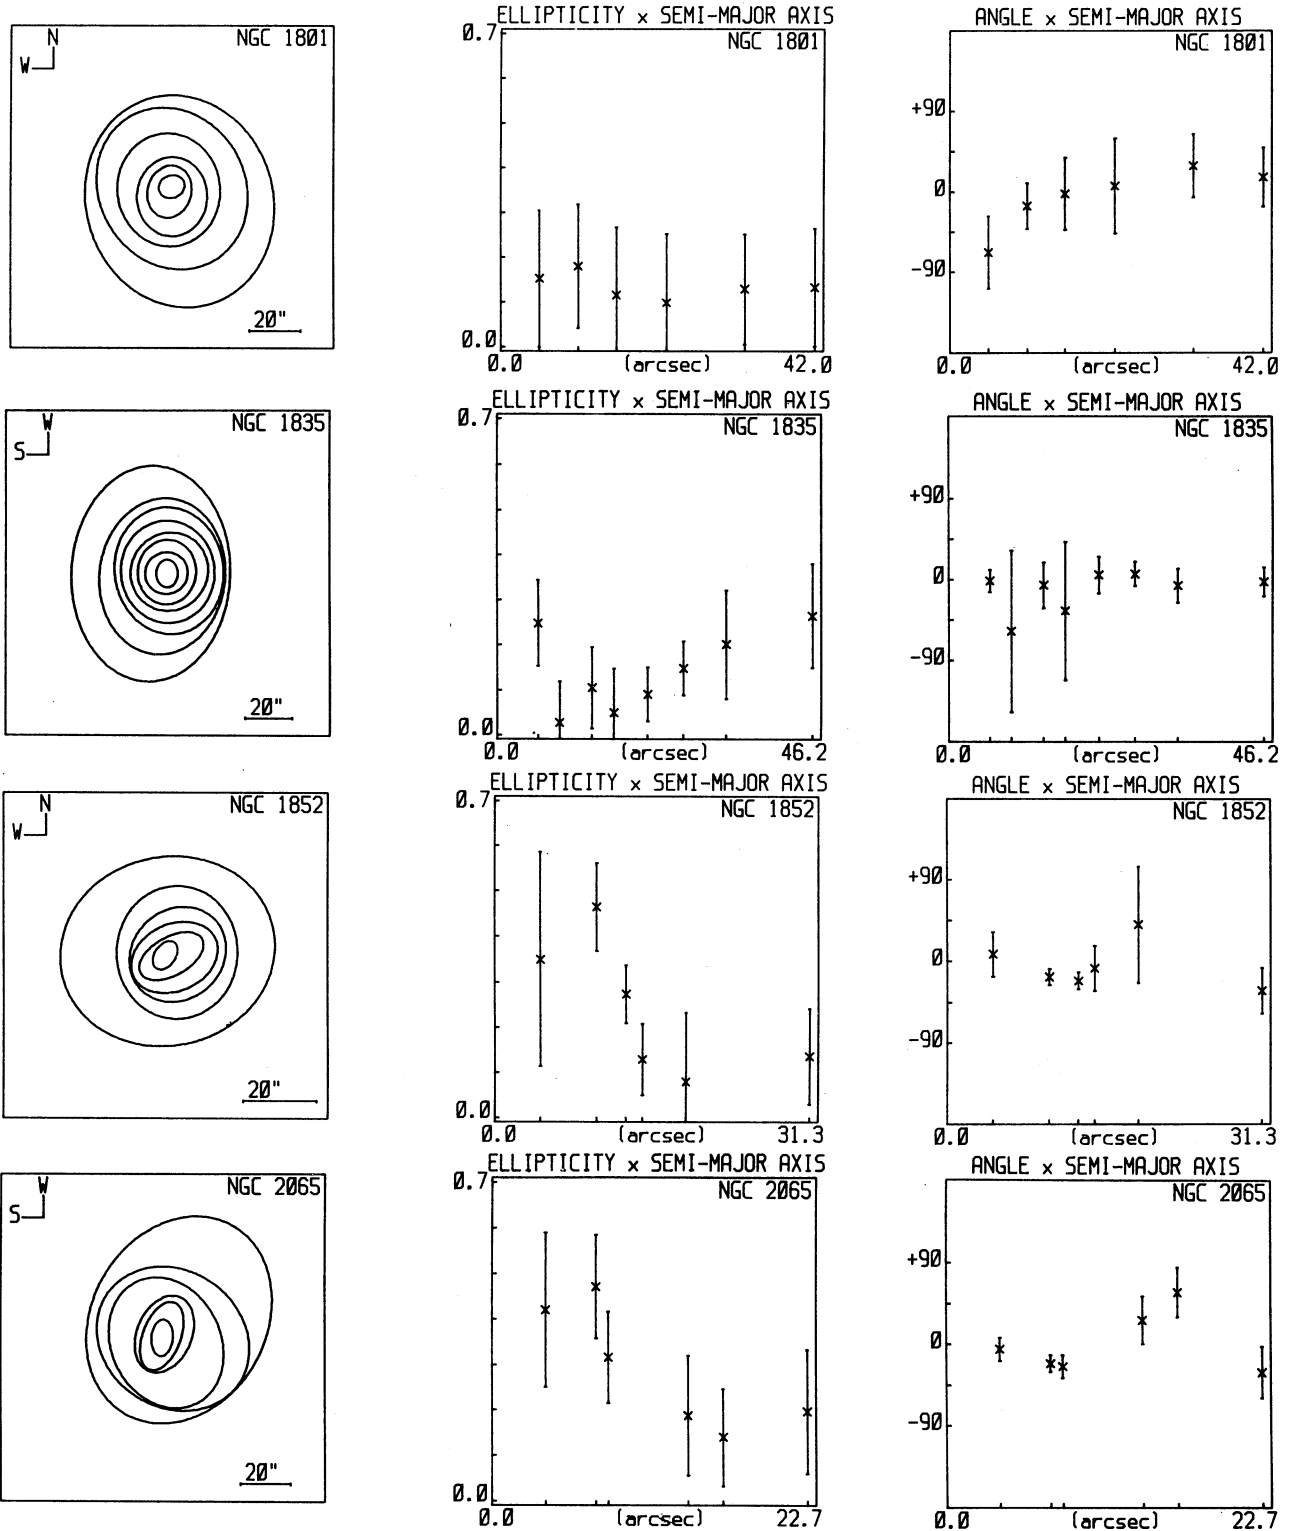 ELLIPTICITY x SEMI-MAJOR AXIS
ANGLE x SEMI-MAJOR AXIS
N
W
NGC 1801
20"
0.7
NGC 1801
0.0
0.0
(arcsec)
42.0
NGC 1801
+90
0
-90
0.0
(arcsec)
42.0
ELLIPTICITY x SEMI-MAJOR AXIS
ANGLE x SEMI-MAJOR AXIS
W
S
NGC 1835
20"
0.7
NGC 1835
0.0
0.0
(arcsec)
46.2
NGC 1835
+90
0
-90
0.0
(arcsec)
46.2
ELLIPTICITY x SEMI-MAJOR AXIS
ANGLE x SEMI-MAJOR AXIS
N
W
NGC 1852
20"
0.7
NGC 1852
0.0
0.0
(arcsec)
31.3
NGC 1852
+90
0
-90
0.0
(arcsec)
31.3
ELLIPTICITY x SEMI-MAJOR AXIS
ANGLE x SEMI-MAJOR AXIS
W
S
NGC 2065
20"
0.7
NGC 2065
0.0
0.0
(arcsec)
22.7
NGC 2065
+90
0
-90
0.0
(arcsec)
22.7